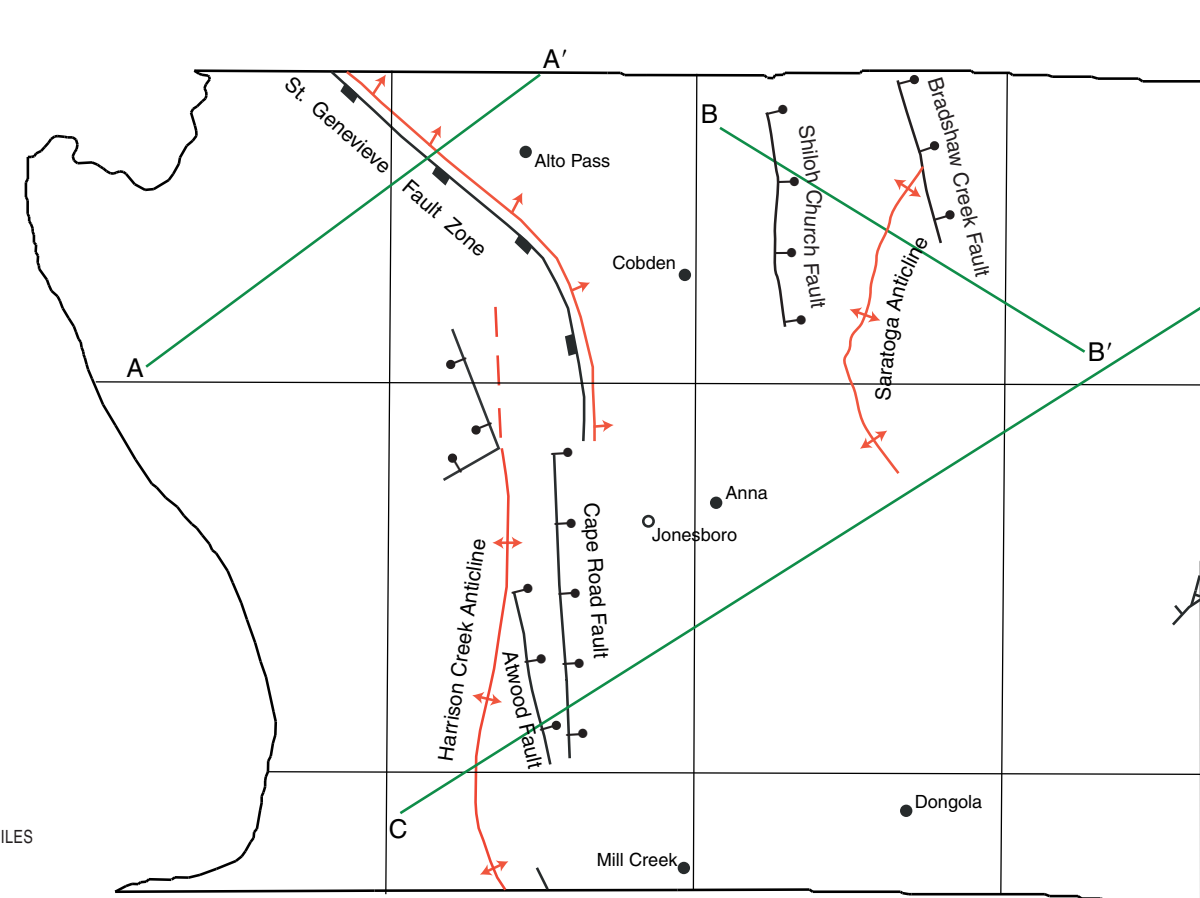 A′
St. Genevieve
Fault Zone
Alto Pass
B
Shiloh Church Fault
Bradshaw Creek Fault
Cobden
Saratoga Anticline
B′
A
Anna
Jonesboro
Cape Road Fault
Harrison Creek Anticline
Atwood Fault
C
Dongola
ILES
Mill Creek